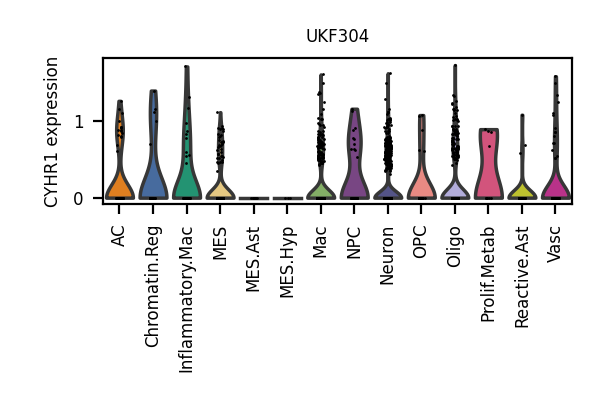 UKF304
CYHR1 expression
1
0
AC
Chromatin.Reg
Inflammatory.Mac
MES
MES.Ast
MES.Hyp
Mac
NPC
Neuron
OPC
Oligo
Prolif.Metab
Reactive.Ast
Vasc